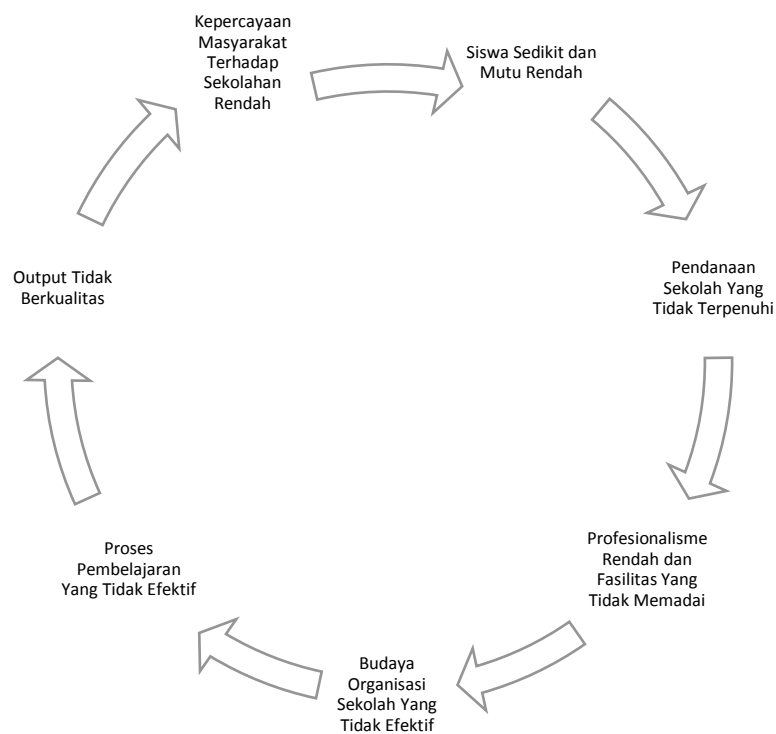 Kepercayaan
Masyarakat
Terhadap
Sekolahan
Rendah
Siswa Sedikit dan
Mutu Rendah
Pendanaan
Sekolah Yang
Tidak Terpenuhi
Profesionalisme
Rendah dan
Fasilitas Yang
Tidak Memadai
Budaya
Organisasi
Sekolah Yang
Tidak Efektif
Proses
Pembelajaran
Yang Tidak Efektif
Output Tidak
Berkualitas